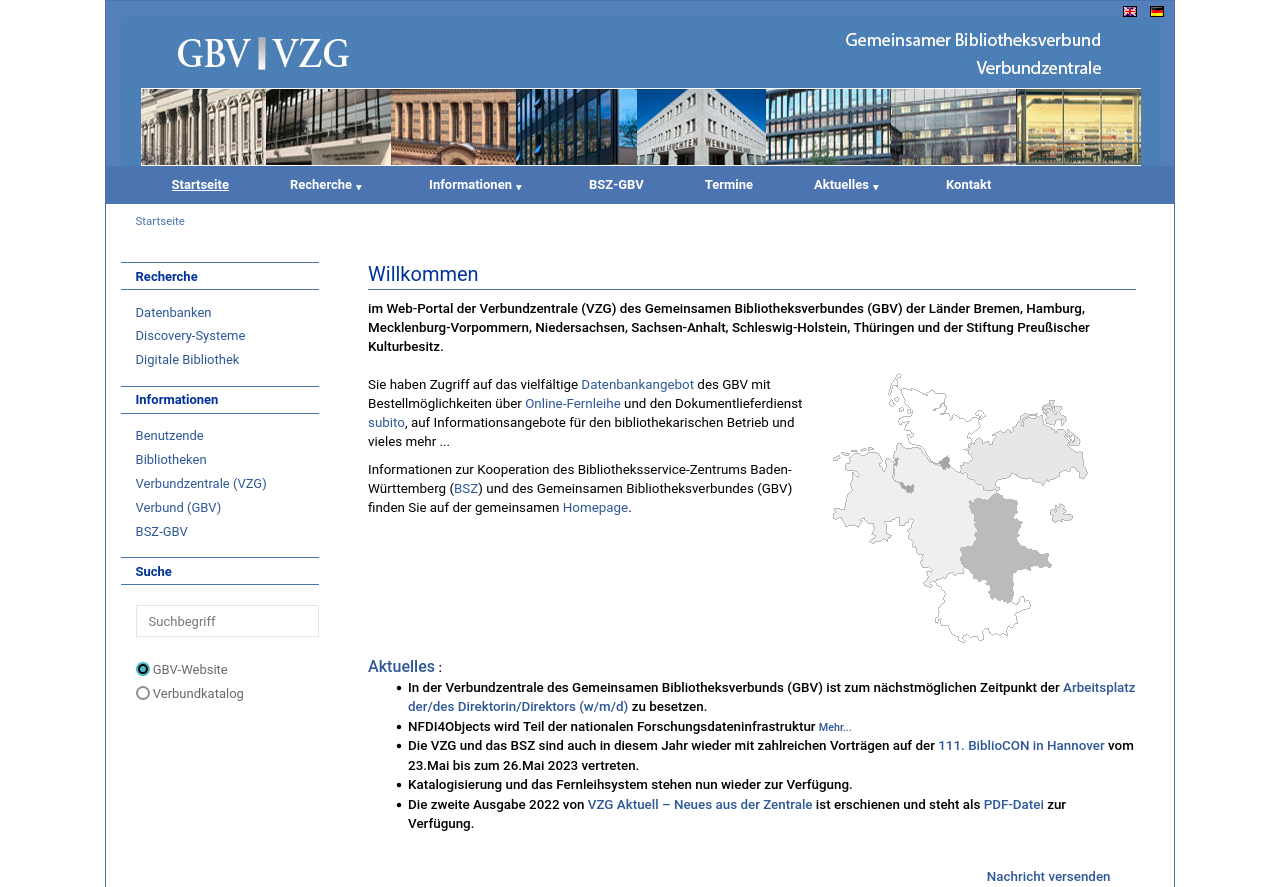 GBV VZG
Gemeinsamer Bibliotheksverbund
Verbundzentrale
Startseite Recherche ▼ Informationen ▼ BSZ-GBV Termine Aktuelles ▼ Kontakt
Startseite
Recherche
Datenbanken
Discovery-Systeme
Digitale Bibliothek
Informationen
Benutzende
Bibliotheken
Verbundzentrale (VZG)
Verbund (GBV)
BSZ-GBV
Suche
Suchbegriff
GBV-Website
Verbundkatalog
Willkommen
im Web-Portal der Verbundzentrale (VZG) des Gemeinsamen Bibliotheksverbundes (GBV) der Länder Bremen, Hamburg,
Mecklenburg-Vorpommern, Niedersachsen, Sachsen-Anhalt, Schleswig-Holstein, Thüringen und der Stiftung Preußischer
Kulturbesitz.
Sie haben Zugriff auf das vielfältige Datenbankangebot des GBV mit
Bestellmöglichkeiten über Online-Fernleihe und den Dokumentlieferdienst
subito, auf Informationsangebote für den bibliothekarischen Betrieb und
vieles mehr ...
Informationen zur Kooperation des Bibliotheksservice-Zentrums Baden-
Württemberg (BSZ) und des Gemeinsamen Bibliotheksverbundes (GBV)
finden Sie auf der gemeinsamen Homepage.
Aktuelles :
• In der Verbundzentrale des Gemeinsamen Bibliotheksverbunds (GBV) ist zum nächstmöglichen Zeitpunkt der Arbeitsplatz
der/des Direktorin/Direktors (w/m/d) zu besetzen.
• NFDI4Objects wird Teil der nationalen Forschungsdateninfrastruktur Mehr...
• Die VZG und das BSZ sind auch in diesem Jahr wieder mit zahlreichen Vorträgen auf der 111. BiblioCON in Hannover vom
23.Mai bis zum 26.Mai 2023 vertreten.
• Katalogisierung und das Fernleihsystem stehen nun wieder zur Verfügung.
• Die zweite Ausgabe 2022 von VZG Aktuell – Neues aus der Zentrale ist erschienen und steht als PDF-Datei zur
Verfügung.
Nachricht versenden